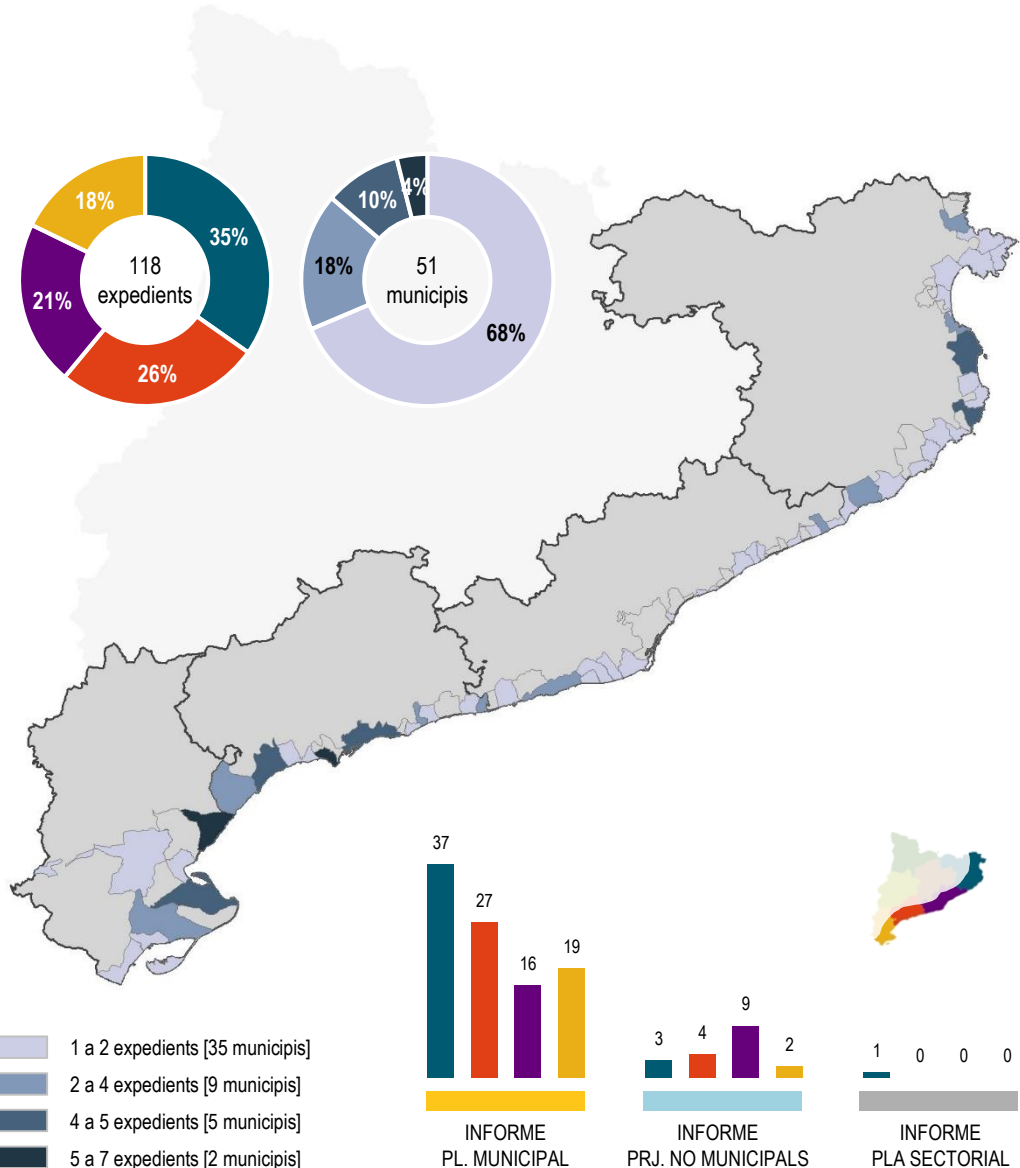 18%
35%
21%
26%
118
expedients
4%
10%
18%
68%
51
municipis
37
27
16
19
3
4
9
2
1
0
0
0
INFORME
PL. MUNICIPAL
INFORME
PRJ. NO MUNICIPALS
INFORME
PLA SECTORIAL
1 a 2 expedients [35 municipis]
2 a 4 expedients [9 municipis]
4 a 5 expedients [5 municipis]
5 a 7 expedients [2 municipis]